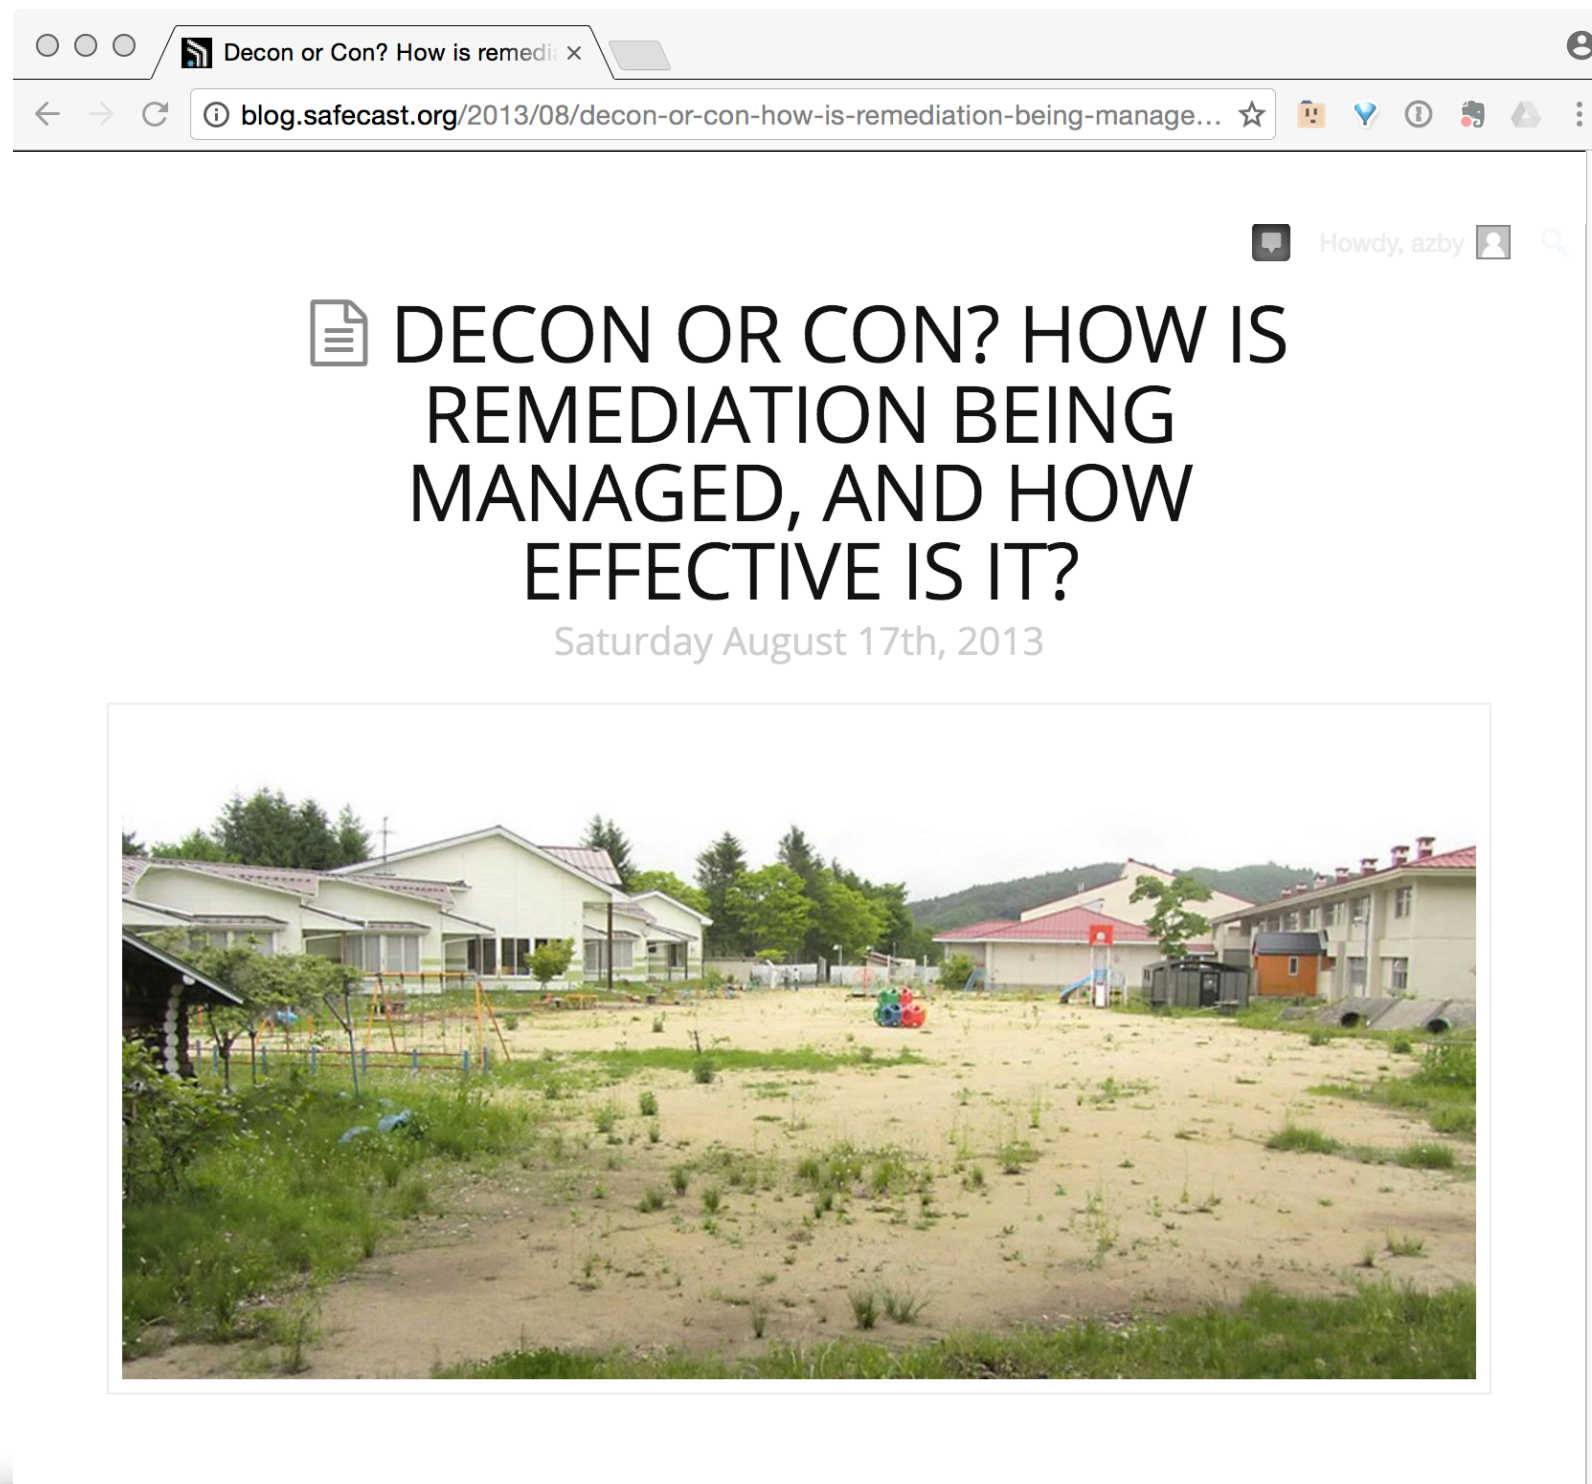 Decon or Con? How is remedi
blog.safecast.org/2013/08/decon-or-con-how-is-remediation-being-manage...
Howdy, azby
DECON OR CON? HOW IS
REMEDIATION BEING
MANAGED, AND HOW
EFFECTIVE IS IT?
Saturday August 17th, 2013